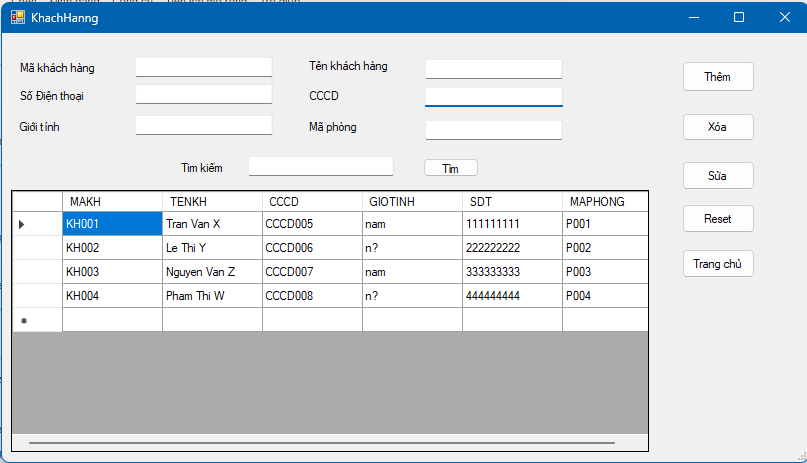 KhachHanng
Mã khách hàng
Tên khách hàng
Thêm
Số Điện thoại
CCCD
Giới tính
Mã phòng
Xóa
Tìm kiếm
Tìm
Sửa
MAKH TENKH CCCD GIOTINH SDT MAPHONG
KH001 Tran Van X CCCD005 nam 111111111 P001
Reset
KH002 Le Thi Y CCCD006 n? 222222222 P002
KH003 Nguyen Van Z CCCD007 nam 333333333 P003
Trang chủ
KH004 Pham Thi W CCCD008 n? 444444444 P004